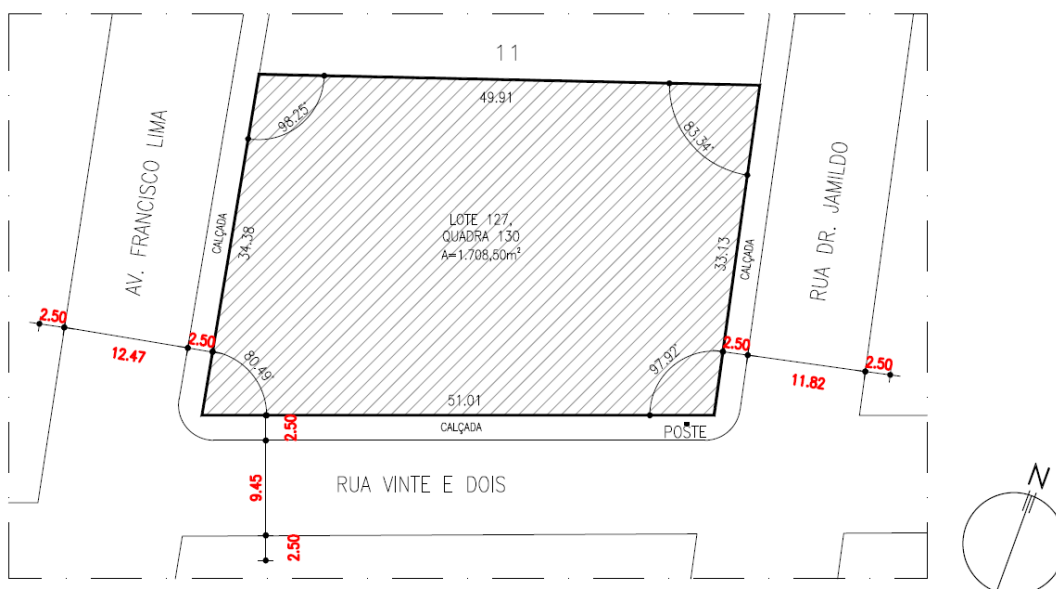 11
49.91
98.25°
83.34°
AV. FRANCISCO LIMA
CALÇADA
34.38
LOTE 127,
QUADRA 130
A=1.708,50m²
33.13
CALÇADA
RUA DR. JAMILDO
2.50
12.47
2.50
80.49°
97.92°
2.50
11.82
2.50
51.01
2.50
CALÇADA
POSTE
9.45
RUA VINTE E DOIS
2.50
N